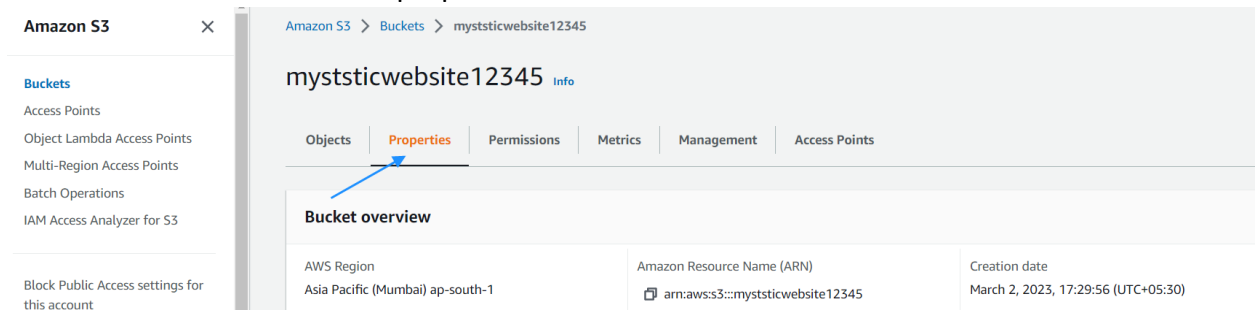 Amazon S3
Buckets
Access Points
Object Lambda Access Points
Multi-Region Access Points
Batch Operations
IAM Access Analyzer for S3
Block Public Access settings for
this account
Amazon S3 > Buckets > myststicwebsite12345
myststicwebsite12345 Info
Objects Properties Permissions Metrics Management Access Points
Bucket overview
AWS Region
Asia Pacific (Mumbai) ap-south-1
Amazon Resource Name (ARN)
arn:aws:s3:::myststicwebsite12345
Creation date
March 2, 2023, 17:29:56 (UTC+05:30)